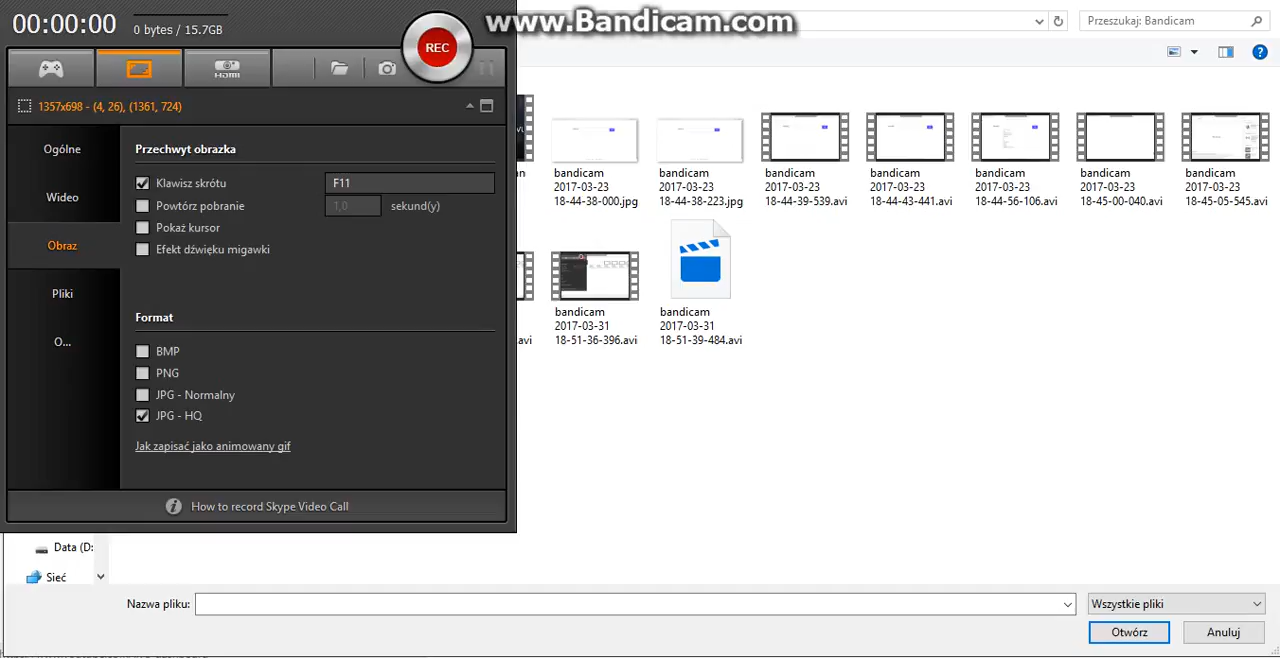 00:00:00
0 bytes / 15.7GB
REC
www.Bandicam.com
Przeszukaj: Bandicam
HDMI
1357x698 - (4, 26), (1361, 724)
Ogólne
Wideo
Obraz
Pliki
O...
Przechwyt obrazka
Klawisz skrótu
F11
Powtórz pobranie
1,0
sekund(y)
Pokaż kursor
Efekt dźwięku migawki
Format
BMP
PNG
JPG - Normalny
JPG - HQ
Jak zapisać jako animowany gif
How to record Skype Video Call
bandicam
2017-03-23
18-44-38-000.jpg
bandicam
2017-03-23
18-44-38-223.jpg
bandicam
2017-03-23
18-44-39-539.avi
bandicam
2017-03-23
18-44-43-441.avi
bandicam
2017-03-23
18-44-56-106.avi
bandicam
2017-03-23
18-45-00-040.avi
bandicam
2017-03-23
18-45-05-545.avi
.avi
bandicam
2017-03-31
18-51-36-396.avi
bandicam
2017-03-31
18-51-39-484.avi
Data (D:
Sieć
Nazwa pliku:
Wszystkie pliki
Otwórz
Anuluj